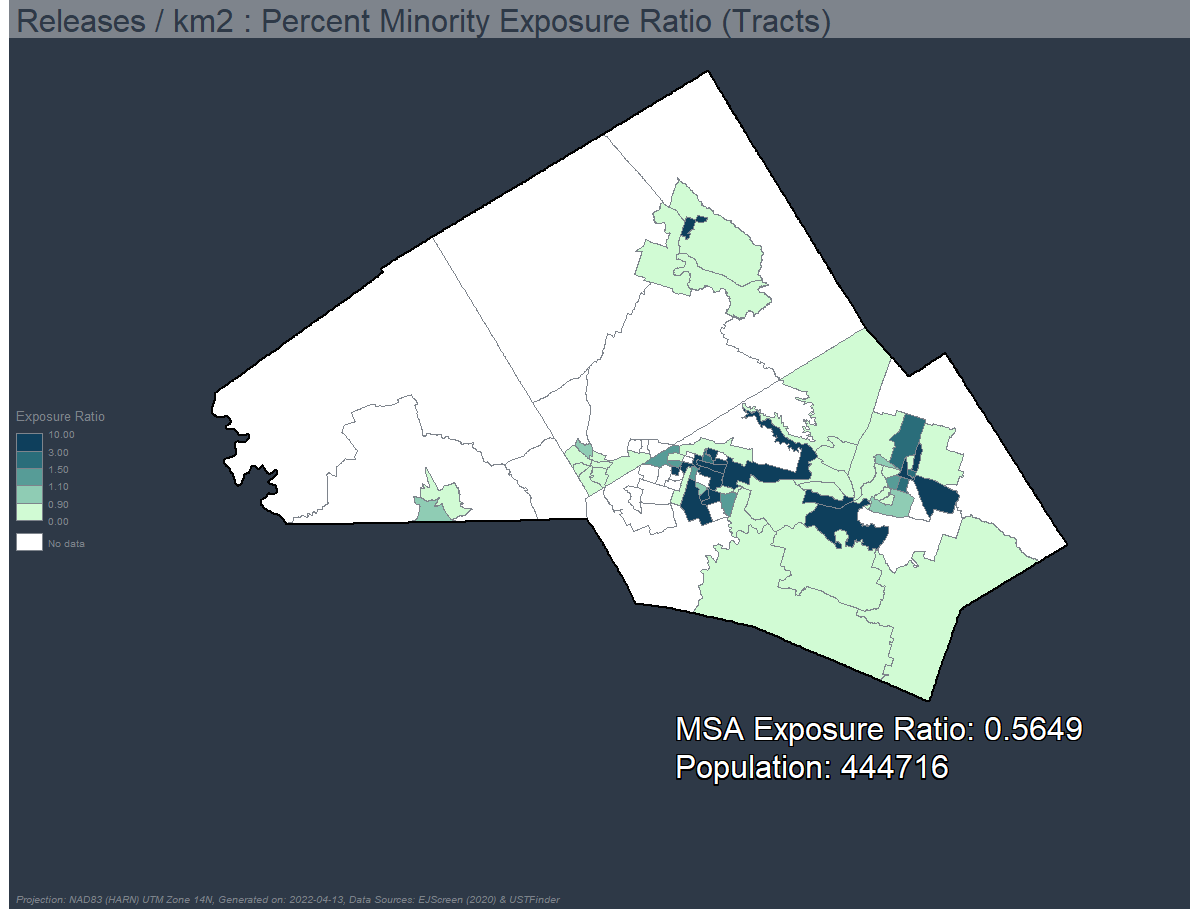 Releases / km2 : Percent Minority Exposure Ratio (Tracts)
Exposure Ratio
10.00
3.00
1.50
1.10
0.90
0.00
No data
MSA Exposure Ratio: 0.5649
Population: 444716
Projection: NAD83 (HARN) UTM Zone 14N, Generated on: 2022-04-13, Data Sources: EJScreen (2020) & USTFinder